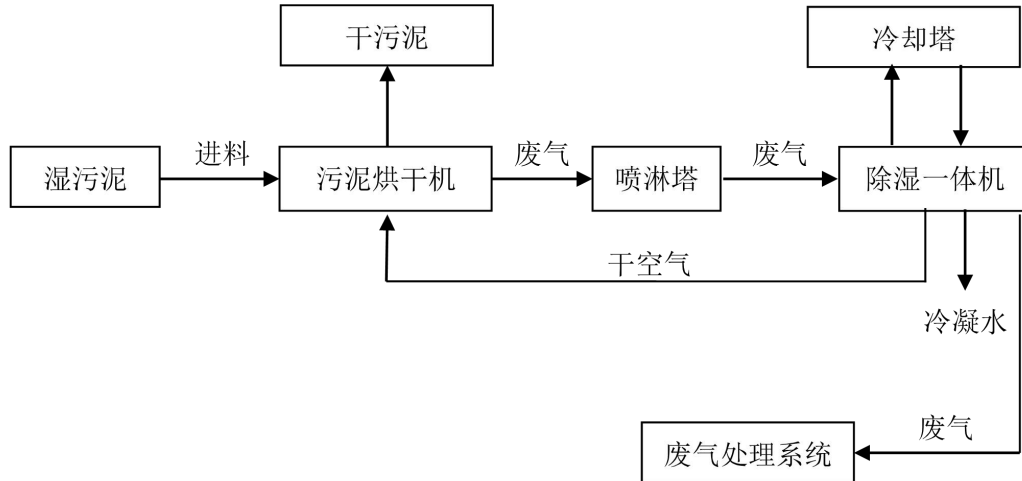 干污泥
冷却塔
湿污泥
进料
污泥烘干机
废气
喷淋塔
废气
除湿一体机
干空气
冷凝水
废气
废气处理系统